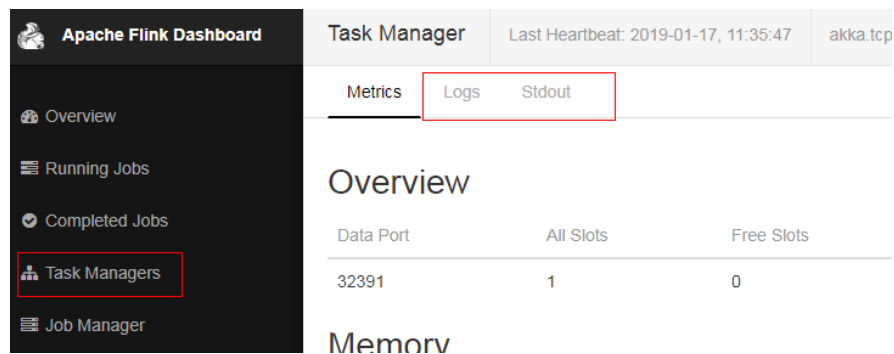 Apache Flink Dashboard
Overview
Running Jobs
Completed Jobs
Task Managers
Job Manager
Task Manager Last Heartbeat: 2019-01-17, 11:35:47 akka.tcp
Metrics Logs Stdout
Overview
Data Port All Slots Free Slots
32391 1 0
Memory